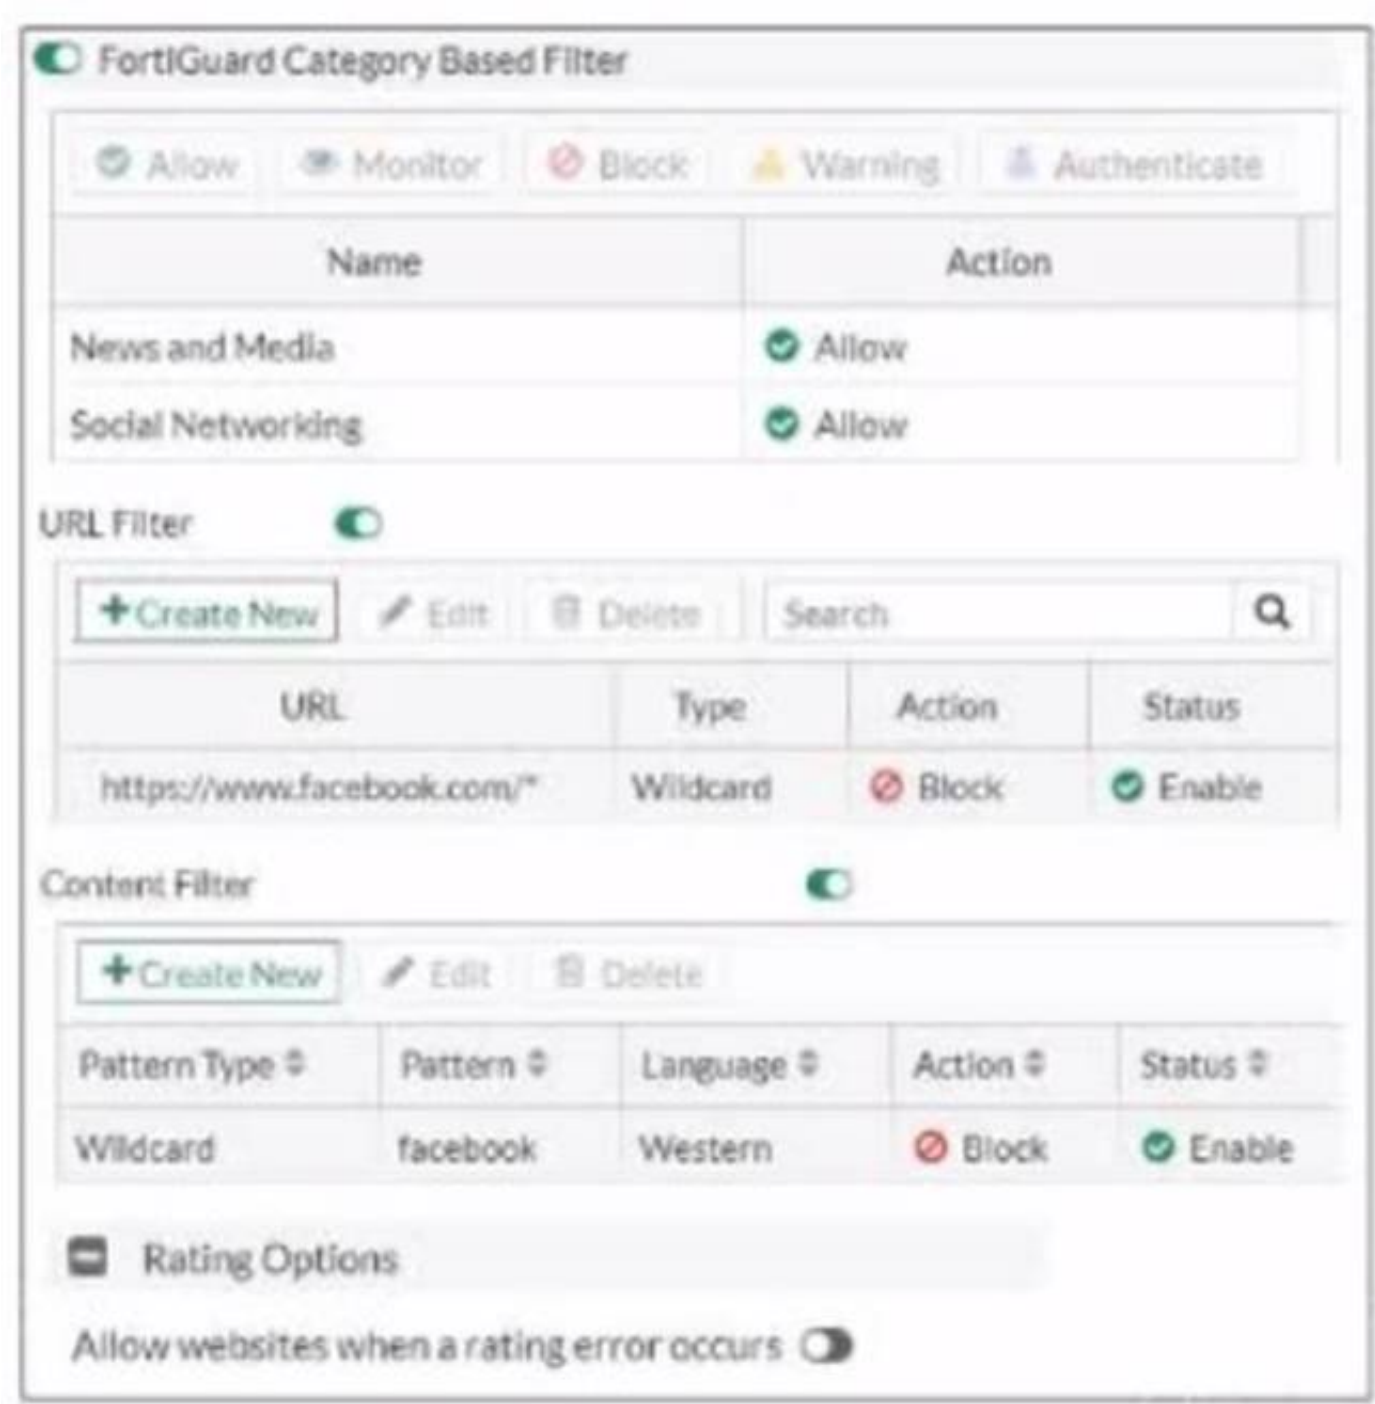 FortiGuard Category Based Filter
Allow Monitor Block Warning Authenticate
Name Action
News and Media Allow
Social Networking Allow
URL Filter
+Create New Edit Delete Search
URL Type Action Status
https://www.facebook.com/* Wildcard Block Enable
Content Filter
+Create New Edit Delete
Pattern Type Pattern Language Action Status
Wildcard facebook Western Block Enable
Rating Options
Allow websites when a rating error occurs